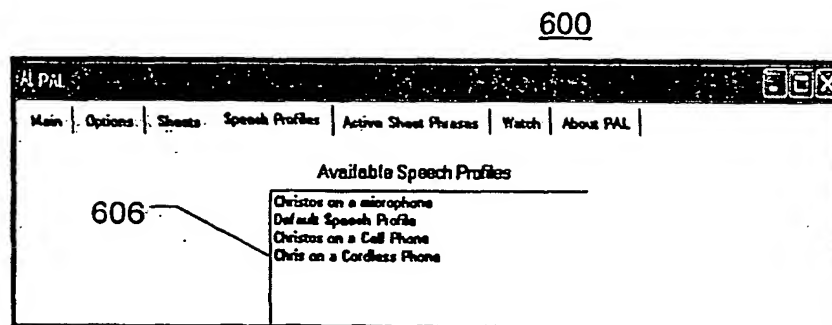 600
PAL
Main Options Sheets Speech Profiles Active Sheet Phrases Watch About PAL
Available Speech Profiles
606
Christos on a microphone
Default Speech Profile
Christos on a Cell Phone
Chris on a Cordless Phone